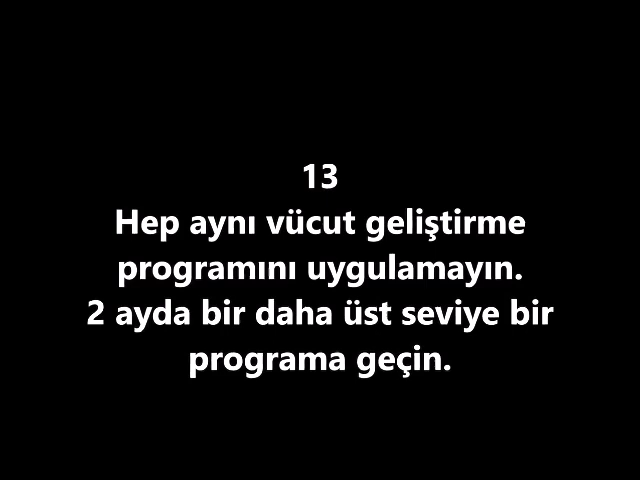 13
Hep aynı vücut geliştirme
programını uygulamayın.
2 ayda bir daha üst seviye bir
programa geçin.